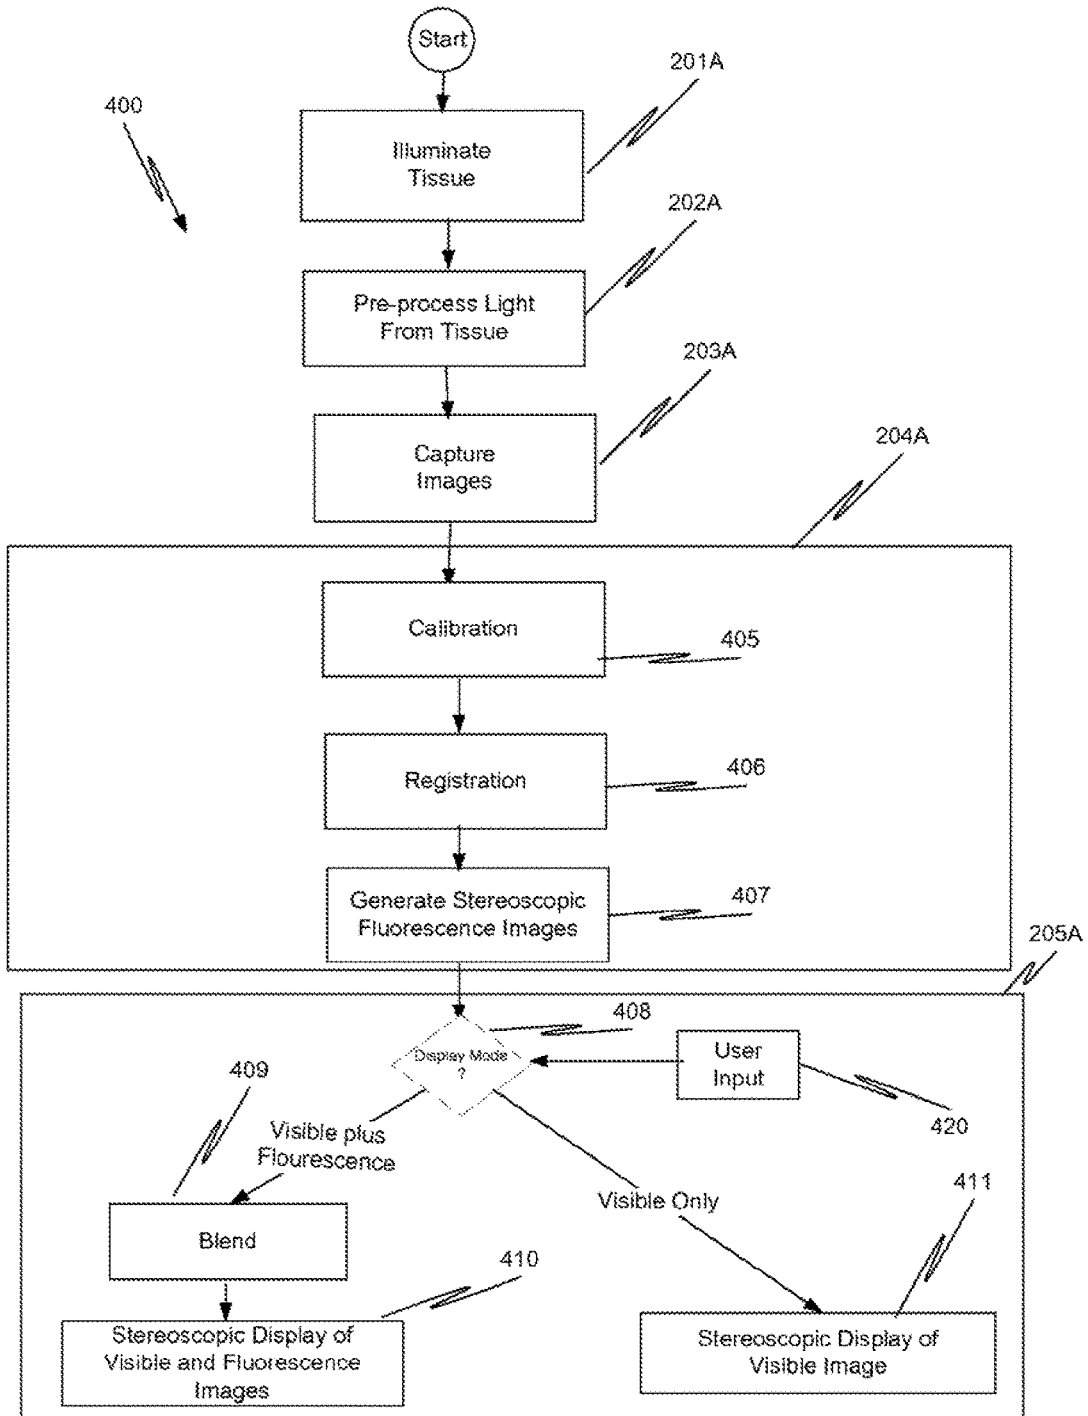 Start
201A
400
Illuminate
Tissue
202A
Pre-process Light
From Tissue
203A
Capture
Images
204A
Calibration
405
Registration
406
Generate Stereoscopic
Fluorescence Images
407
205A
408
Display Mode
?
User
Input
409
420
Visible plus
Flourescence
Visible Only
411
Blend
410
Stereoscopic Display of
Visible and Fluorescence
Images
Stereoscopic Display of
Visible Image